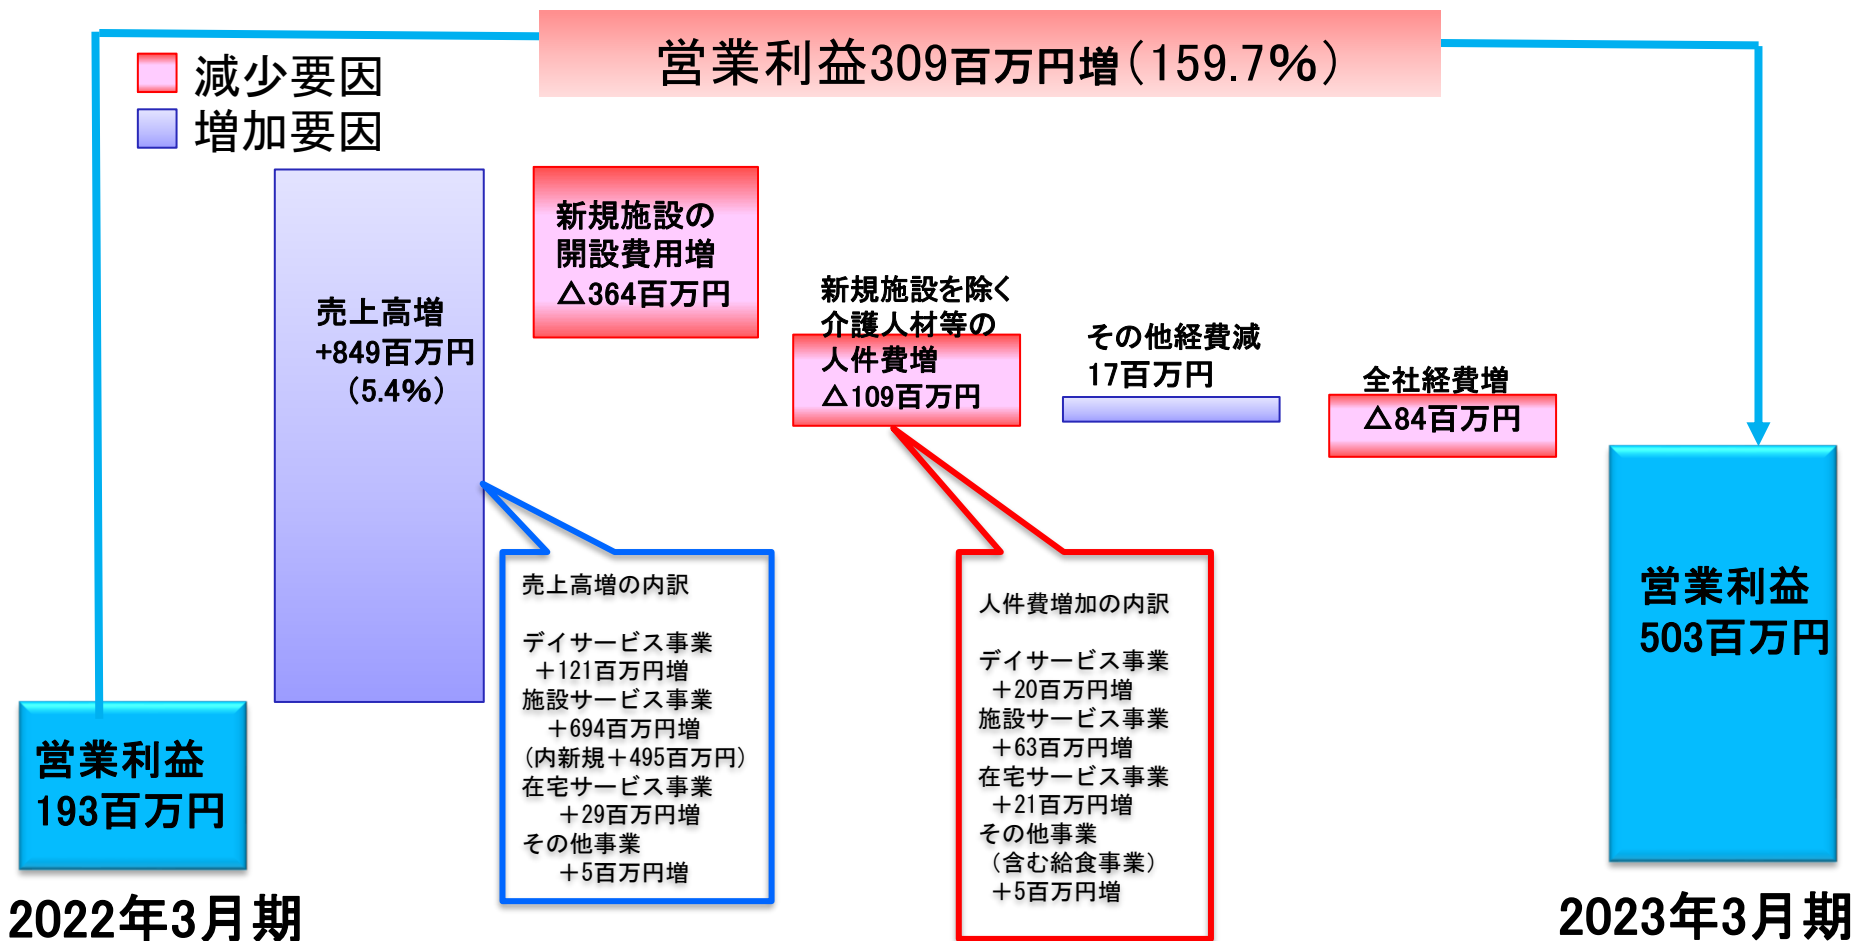 営業利益309百万円増（159.7％）
減少要因
増加要因
売上高増
+849百万円
（5.4％）
新規施設の
開設費用増
△364百万円
新規施設を除く
介護人材等の
人件費増
△109百万円
その他経費減
17百万円
全社経費増
△84百万円
売上高増の内訳
デイサービス事業
＋121百万円増
施設サービス事業
＋694百万円増
(内新規＋495百万円)
在宅サービス事業
＋29百万円増
その他事業
＋5百万円増
人件費増加の内訳
デイサービス事業
＋20百万円増
施設サービス事業
＋63百万円増
在宅サービス事業
＋21百万円増
その他事業
（含む給食事業）
＋5百万円増
営業利益
193百万円
2022年3月期
営業利益
503百万円
2023年3月期